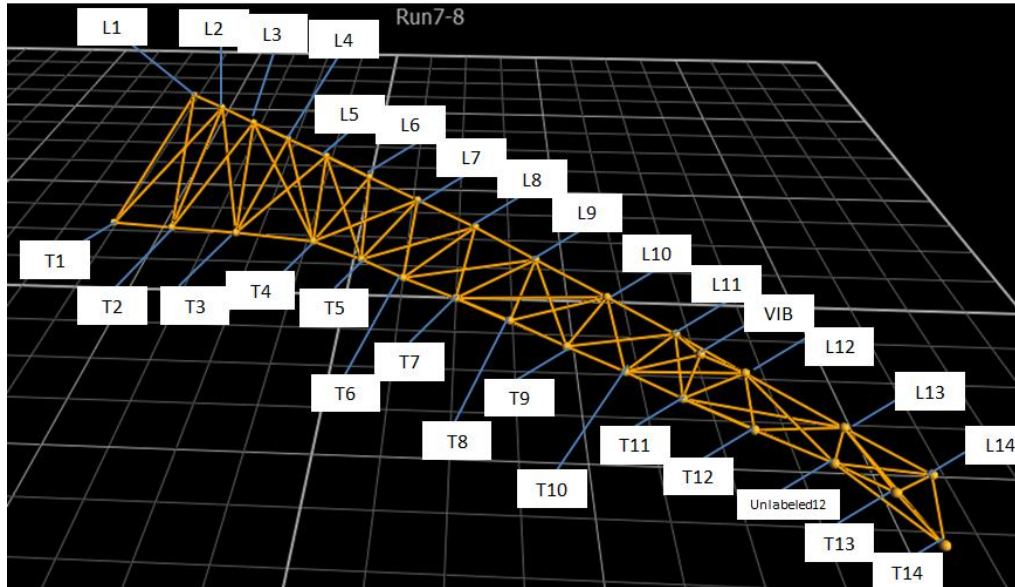 Run7-8
L1
L2
L3
L4
L5
L6
L7
L8
L9
L10
L11
VIB
L12
L13
L14
T1
T2
T3
T4
T5
T6
T7
T8
T9
T10
T11
T12
Unlabeled12
T13
T14